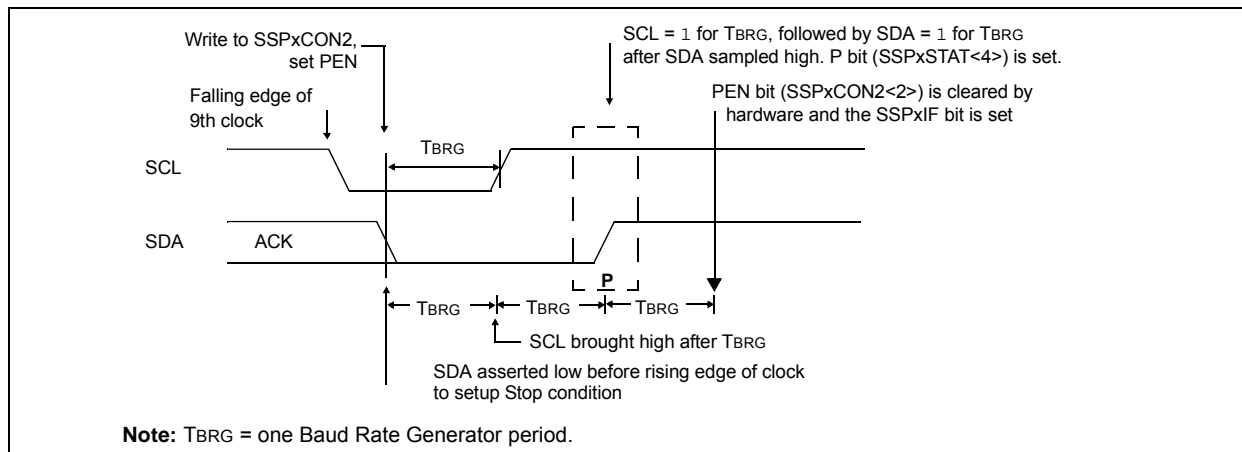 Write to SSPxCON2,
set PEN
SCL = 1 for TBRG, followed by SDA = 1 for TBRG
after SDA sampled high. P bit (SSPxSTAT<4>) is set.
Falling edge of
9th clock
PEN bit (SSPxCON2<2>) is cleared by
hardware and the SSPxIF bit is set
TBRG
SCL
SDA
ACK
P
TBRG
TBRG
TBRG
SCL brought high after TBRG
SDA asserted low before rising edge of clock
to setup Stop condition
Note: TBRG = one Baud Rate Generator period.